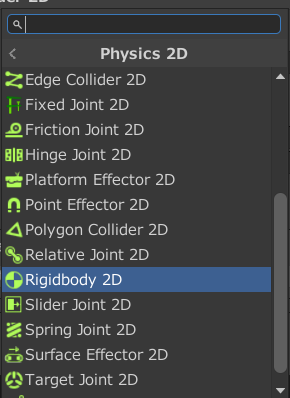 Physics 2D
Edge Collider 2D
Fixed Joint 2D
Friction Joint 2D
Hinge Joint 2D
Platform Effector 2D
Point Effector 2D
Polygon Collider 2D
Relative Joint 2D
Rigidbody 2D
Slider Joint 2D
Spring Joint 2D
Surface Effector 2D
Target Joint 2D